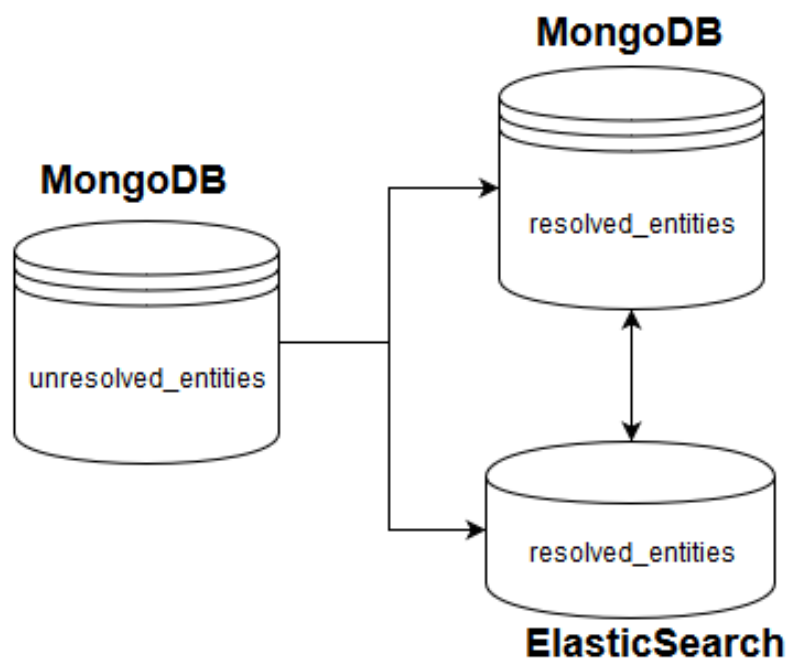 MongoDB
MongoDB
resolved_entities
unresolved_entities
resolved_entities
ElasticSearch